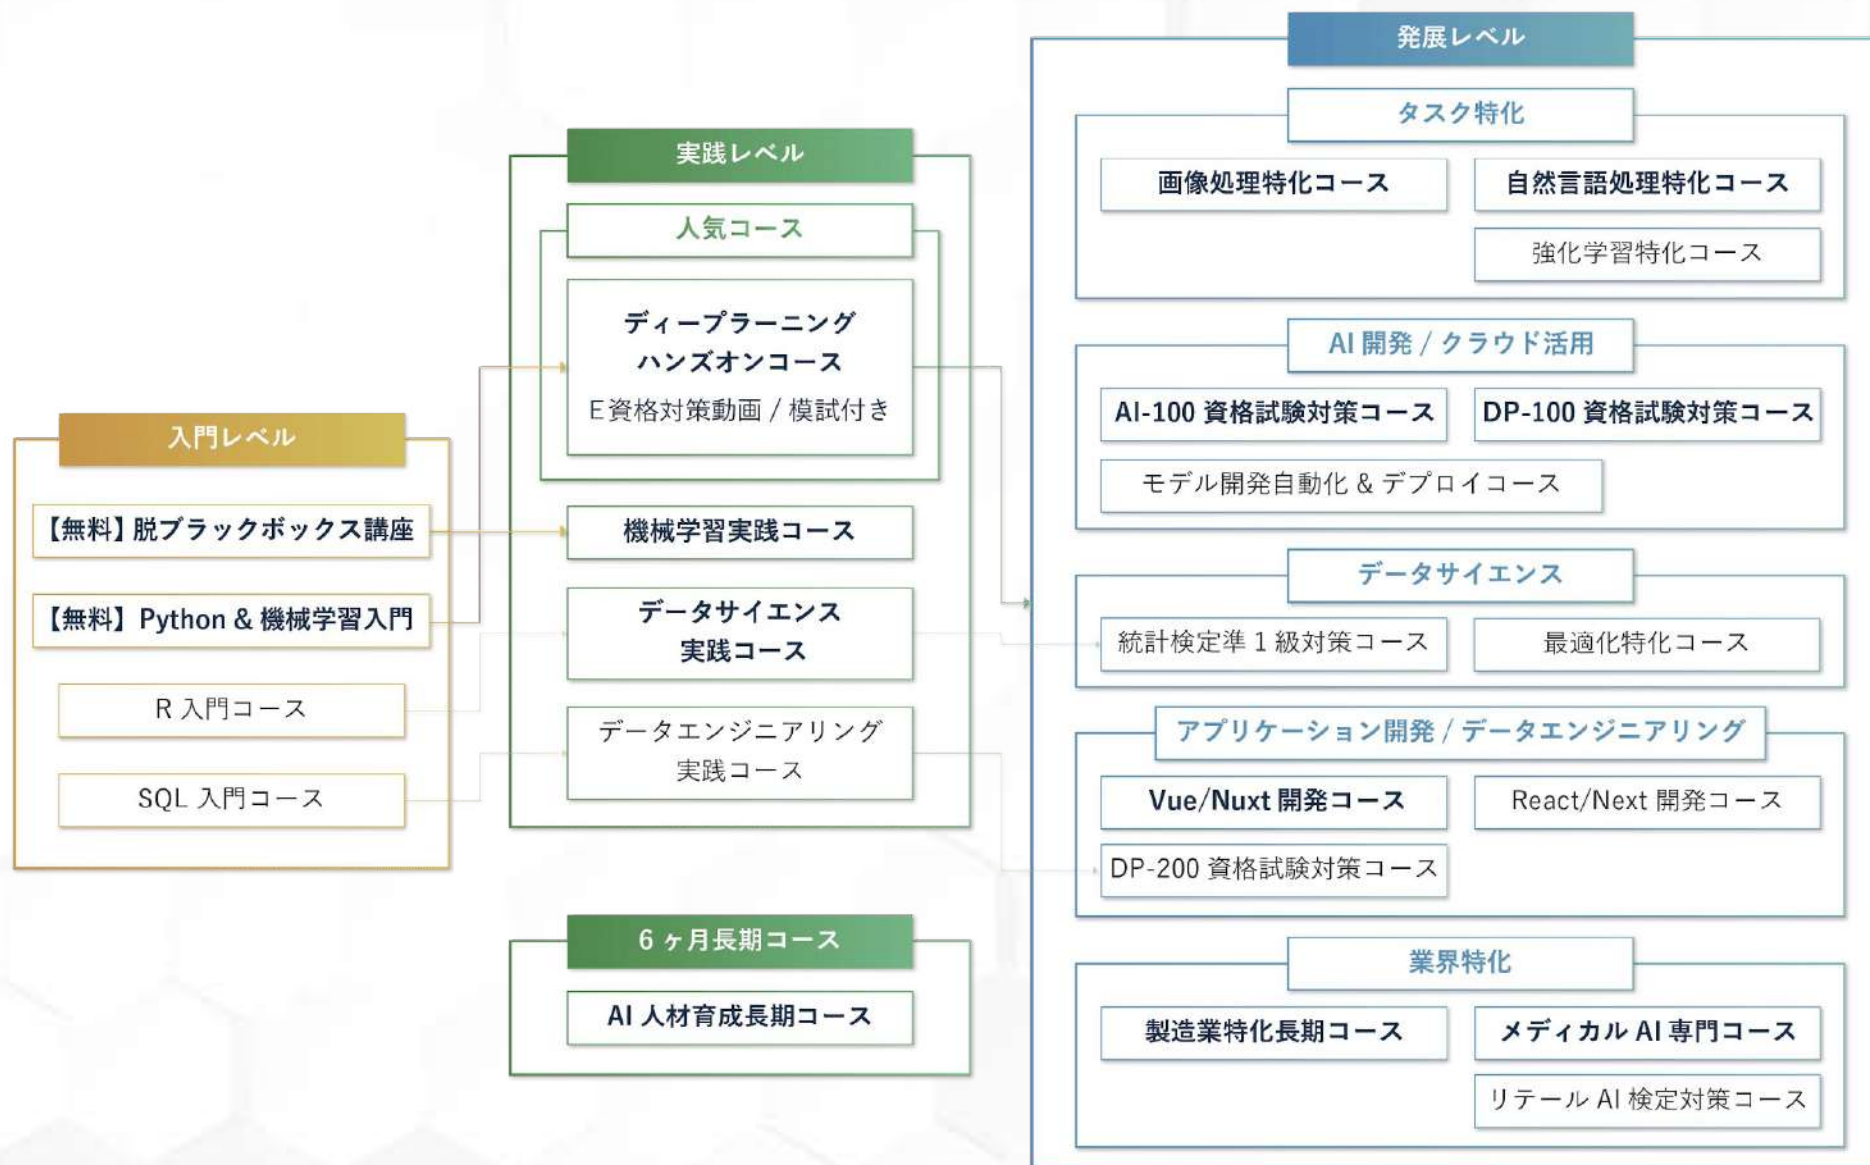 入門レベル
【無料】脱ブラックボックス講座
【無料】Python & 機械学習入門
R 入門コース
SQL 入門コース
実践レベル
人気コース
ディープラーニング
ハンズオンコース
E資格対策動画 / 模試付き
機械学習実践コース
データサイエンス
実践コース
データエンジニアリング
実践コース
6 ヶ月長期コース
AI 人材育成長期コース
発展レベル
タスク特化
画像処理特化コース
自然言語処理特化コース
強化学習特化コース
AI 開発 / クラウド活用
AI-100 資格試験対策コース
DP-100 資格試験対策コース
モデル開発自動化 & デプロイコース
データサイエンス
統計検定準 1 級対策コース
最適化特化コース
アプリケーション開発 / データエンジニアリング
Vue/Nuxt 開発コース
React/Next 開発コース
DP-200 資格試験対策コース
業界特化
製造業特化長期コース
メディカル AI 専門コース
リテール AI 検定対策コース